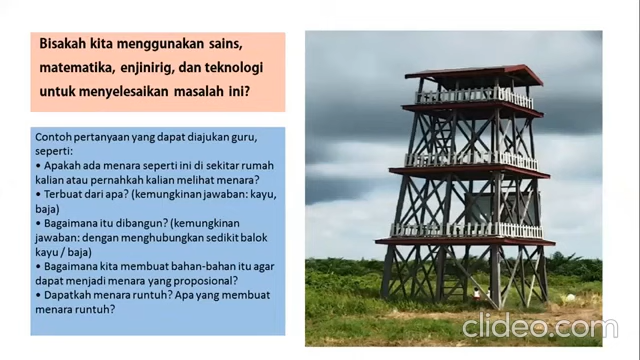 Bisakah kita menggunakan sains,
matematika, enjinirig, dan teknologi
untuk menyelesaikan masalah ini?
Contoh pertanyaan yang dapat diajukan guru,
seperti:
• Apakah ada menara seperti ini di sekitar rumah
kalian atau pernahkah kalian melihat menara?
• Terbuat dari apa? (kemungkinan jawaban: kayu,
baja)
• Bagaimana itu dibangun? (kemungkinan
jawaban: dengan menghubungkan sedikit balok
kayu / baja)
• Bagaimana kita membuat bahan-bahan itu agar
dapat menjadi menara yang proposional?
• Dapatkah menara runtuh? Apa yang membuat
menara runtuh?
clideo.com